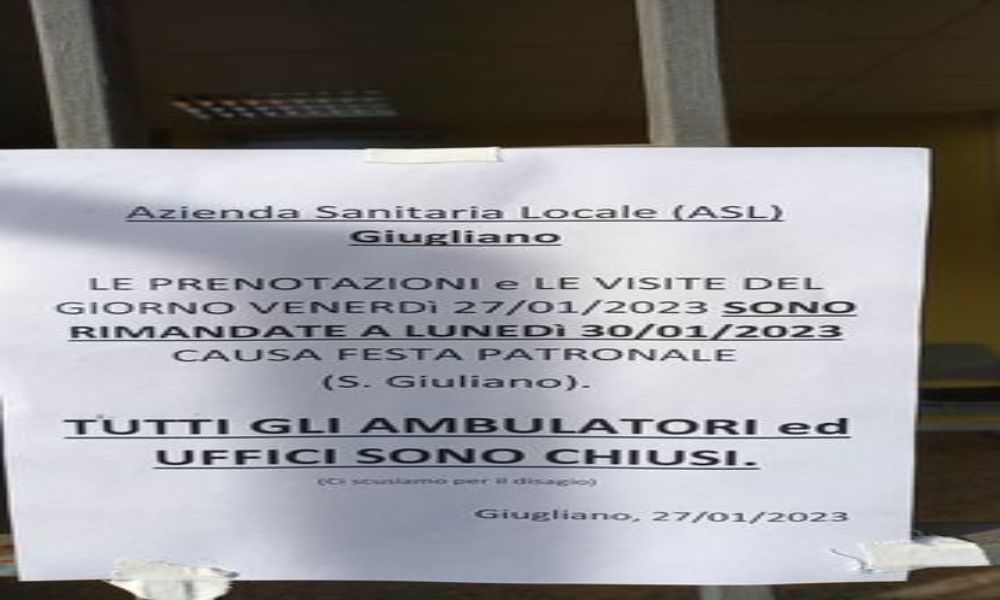 Azienda Sanitaria Locale (ASL)
Giugliano
LE PRENOTAZIONI e LE VISITE DEL
GIORNO VENERDì 27/01/2023 SONO
RIMANDATE A LUNEDì 30/01/2023
CAUSA FESTA PATRONALE
(S. Giuliano).
TUTTI GLI AMBULATORI ed
UFFICI SONO CHIUSI.
(Ci scusiamo per il disagio)
Giugliano, 27/01/2023